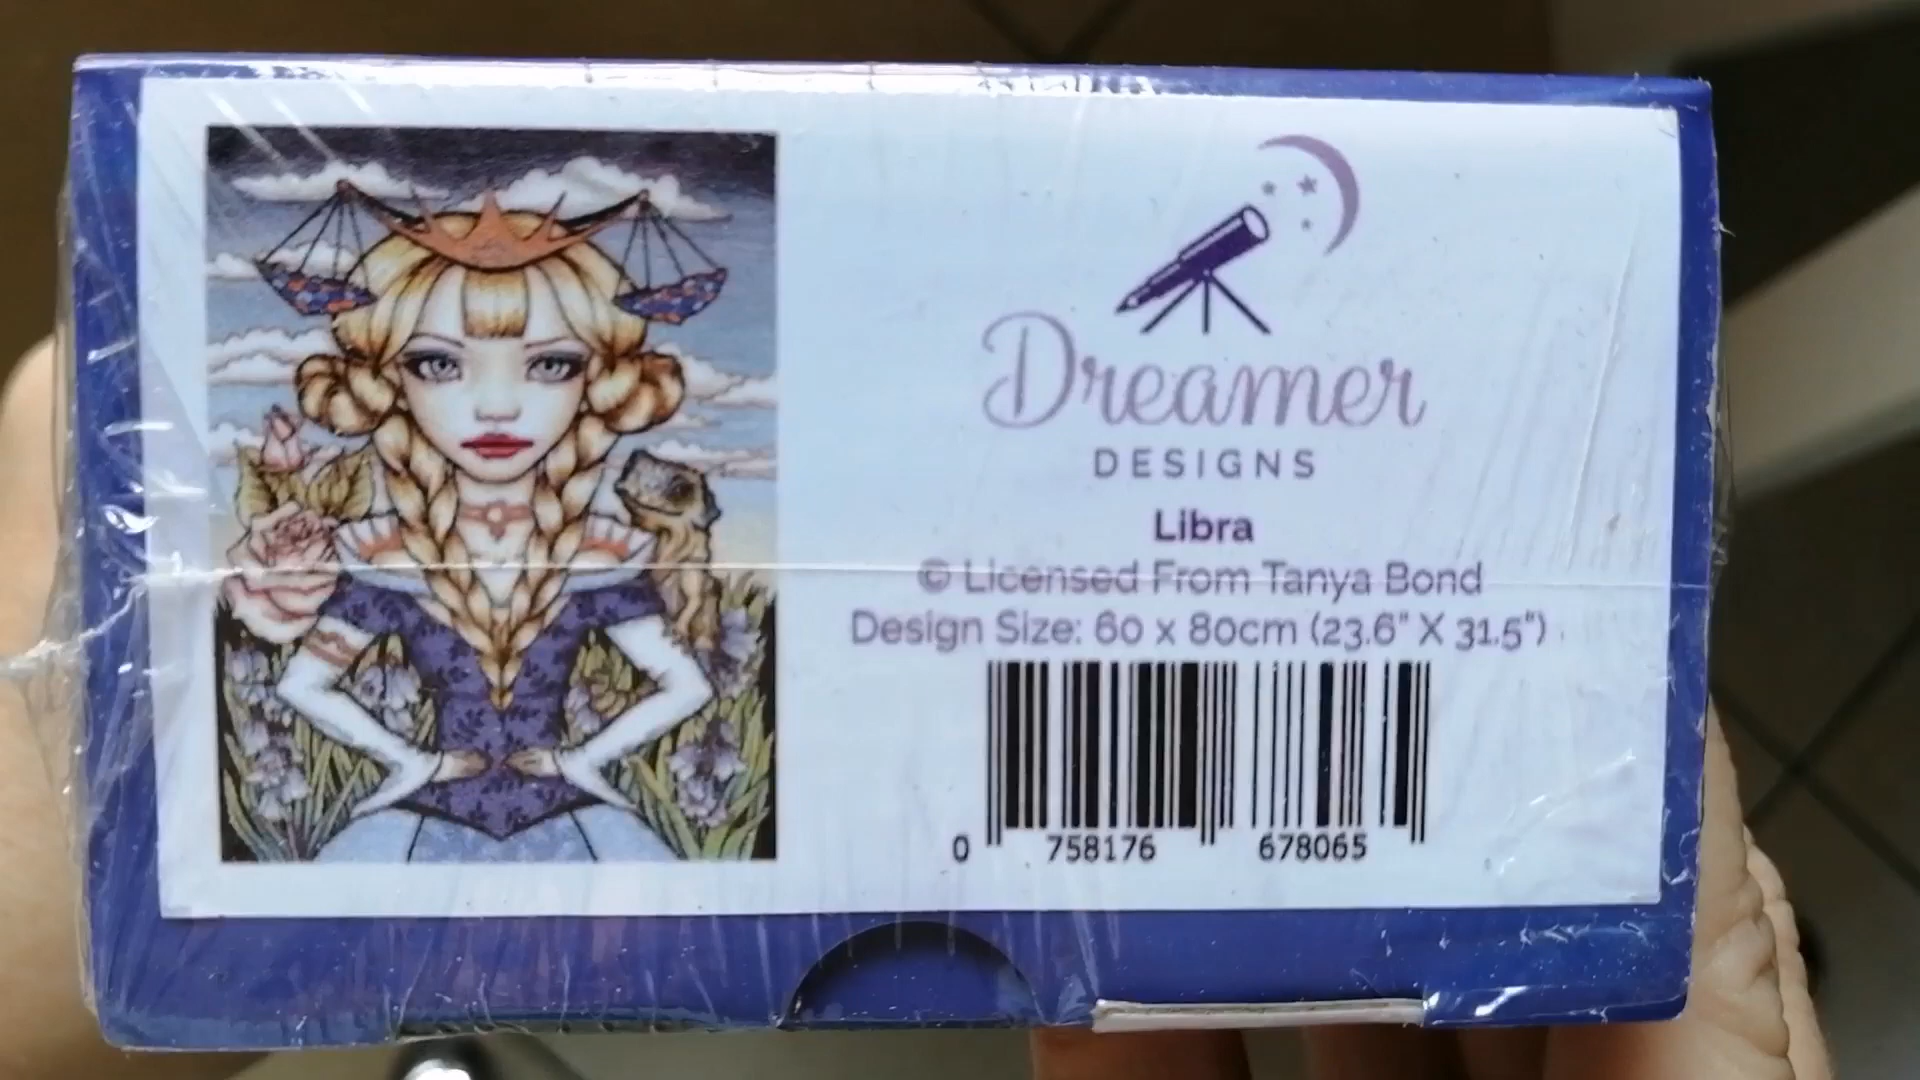 Dreamer
DESIGNS
Libra
© Licensed From Tanya Bond
Design Size: 60 x 80cm (23.6" X 31.5")
0 758176 678065